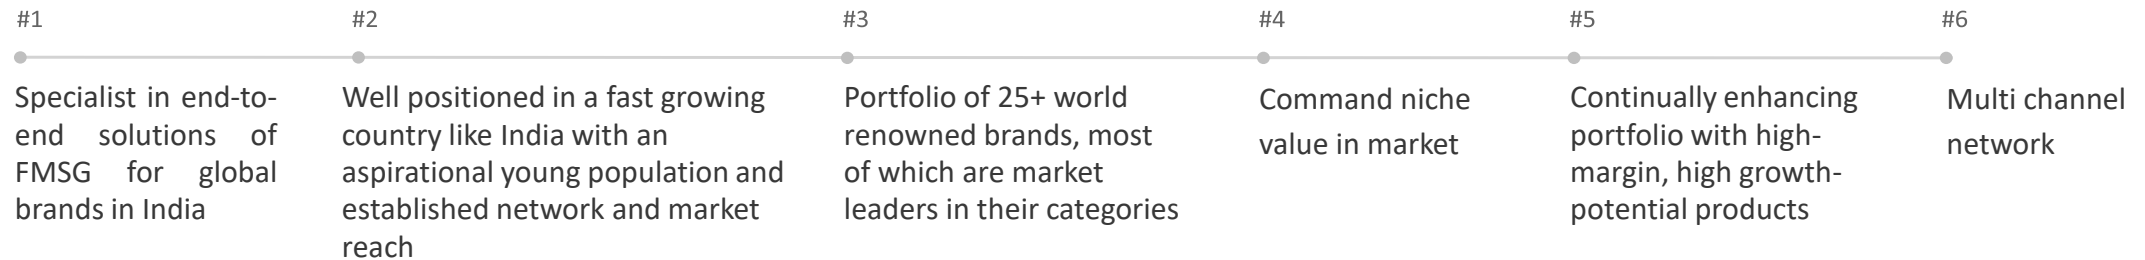 #1
Specialist in end-to-
end solutions of
FMSG for global
brands in India
#2
Well positioned in a fast growing
country like India with an
aspirational young population and
established network and market
reach
#3
Portfolio of 25+ world
renowned brands, most
of which are market
leaders in their categories
#4
Command niche
value in market
#5
Continually enhancing
portfolio with high-
margin, high growth-
potential products
#6
Multi channel
network